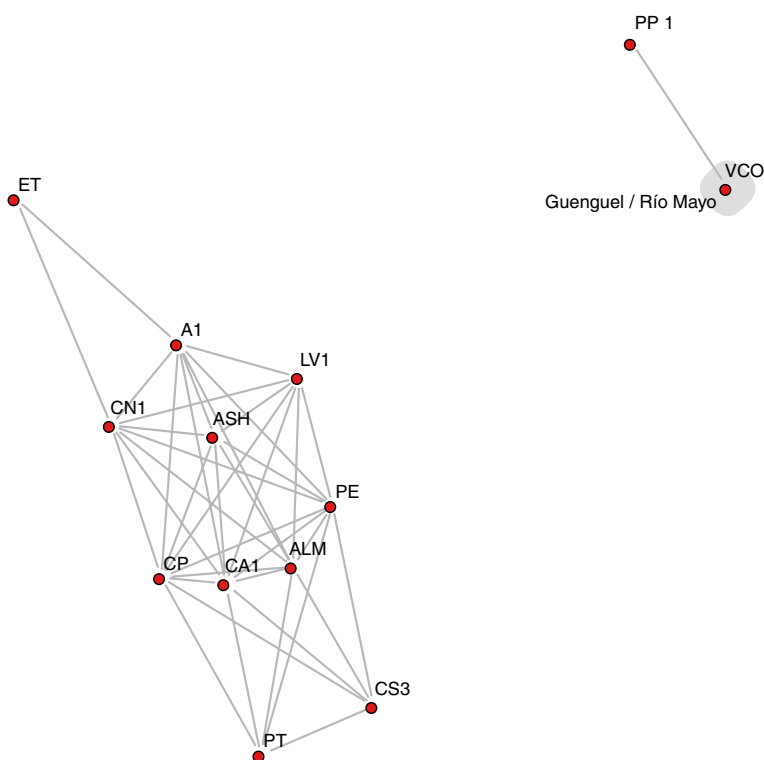 PP 1
VCO
ET
Guenguel / Río Mayo
A1
LV1
CN1
ASH
PE
ALM
CP
CA1
CS3
PT